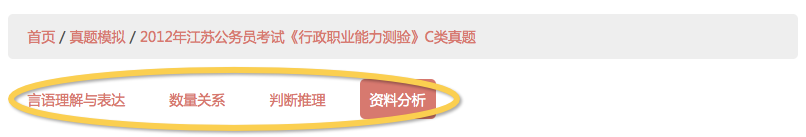 首页 / 真题模拟 / 2012年江苏公务员考试《行政职业能力测验》C类真题
言语理解与表达 数量关系 判断推理 资料分析